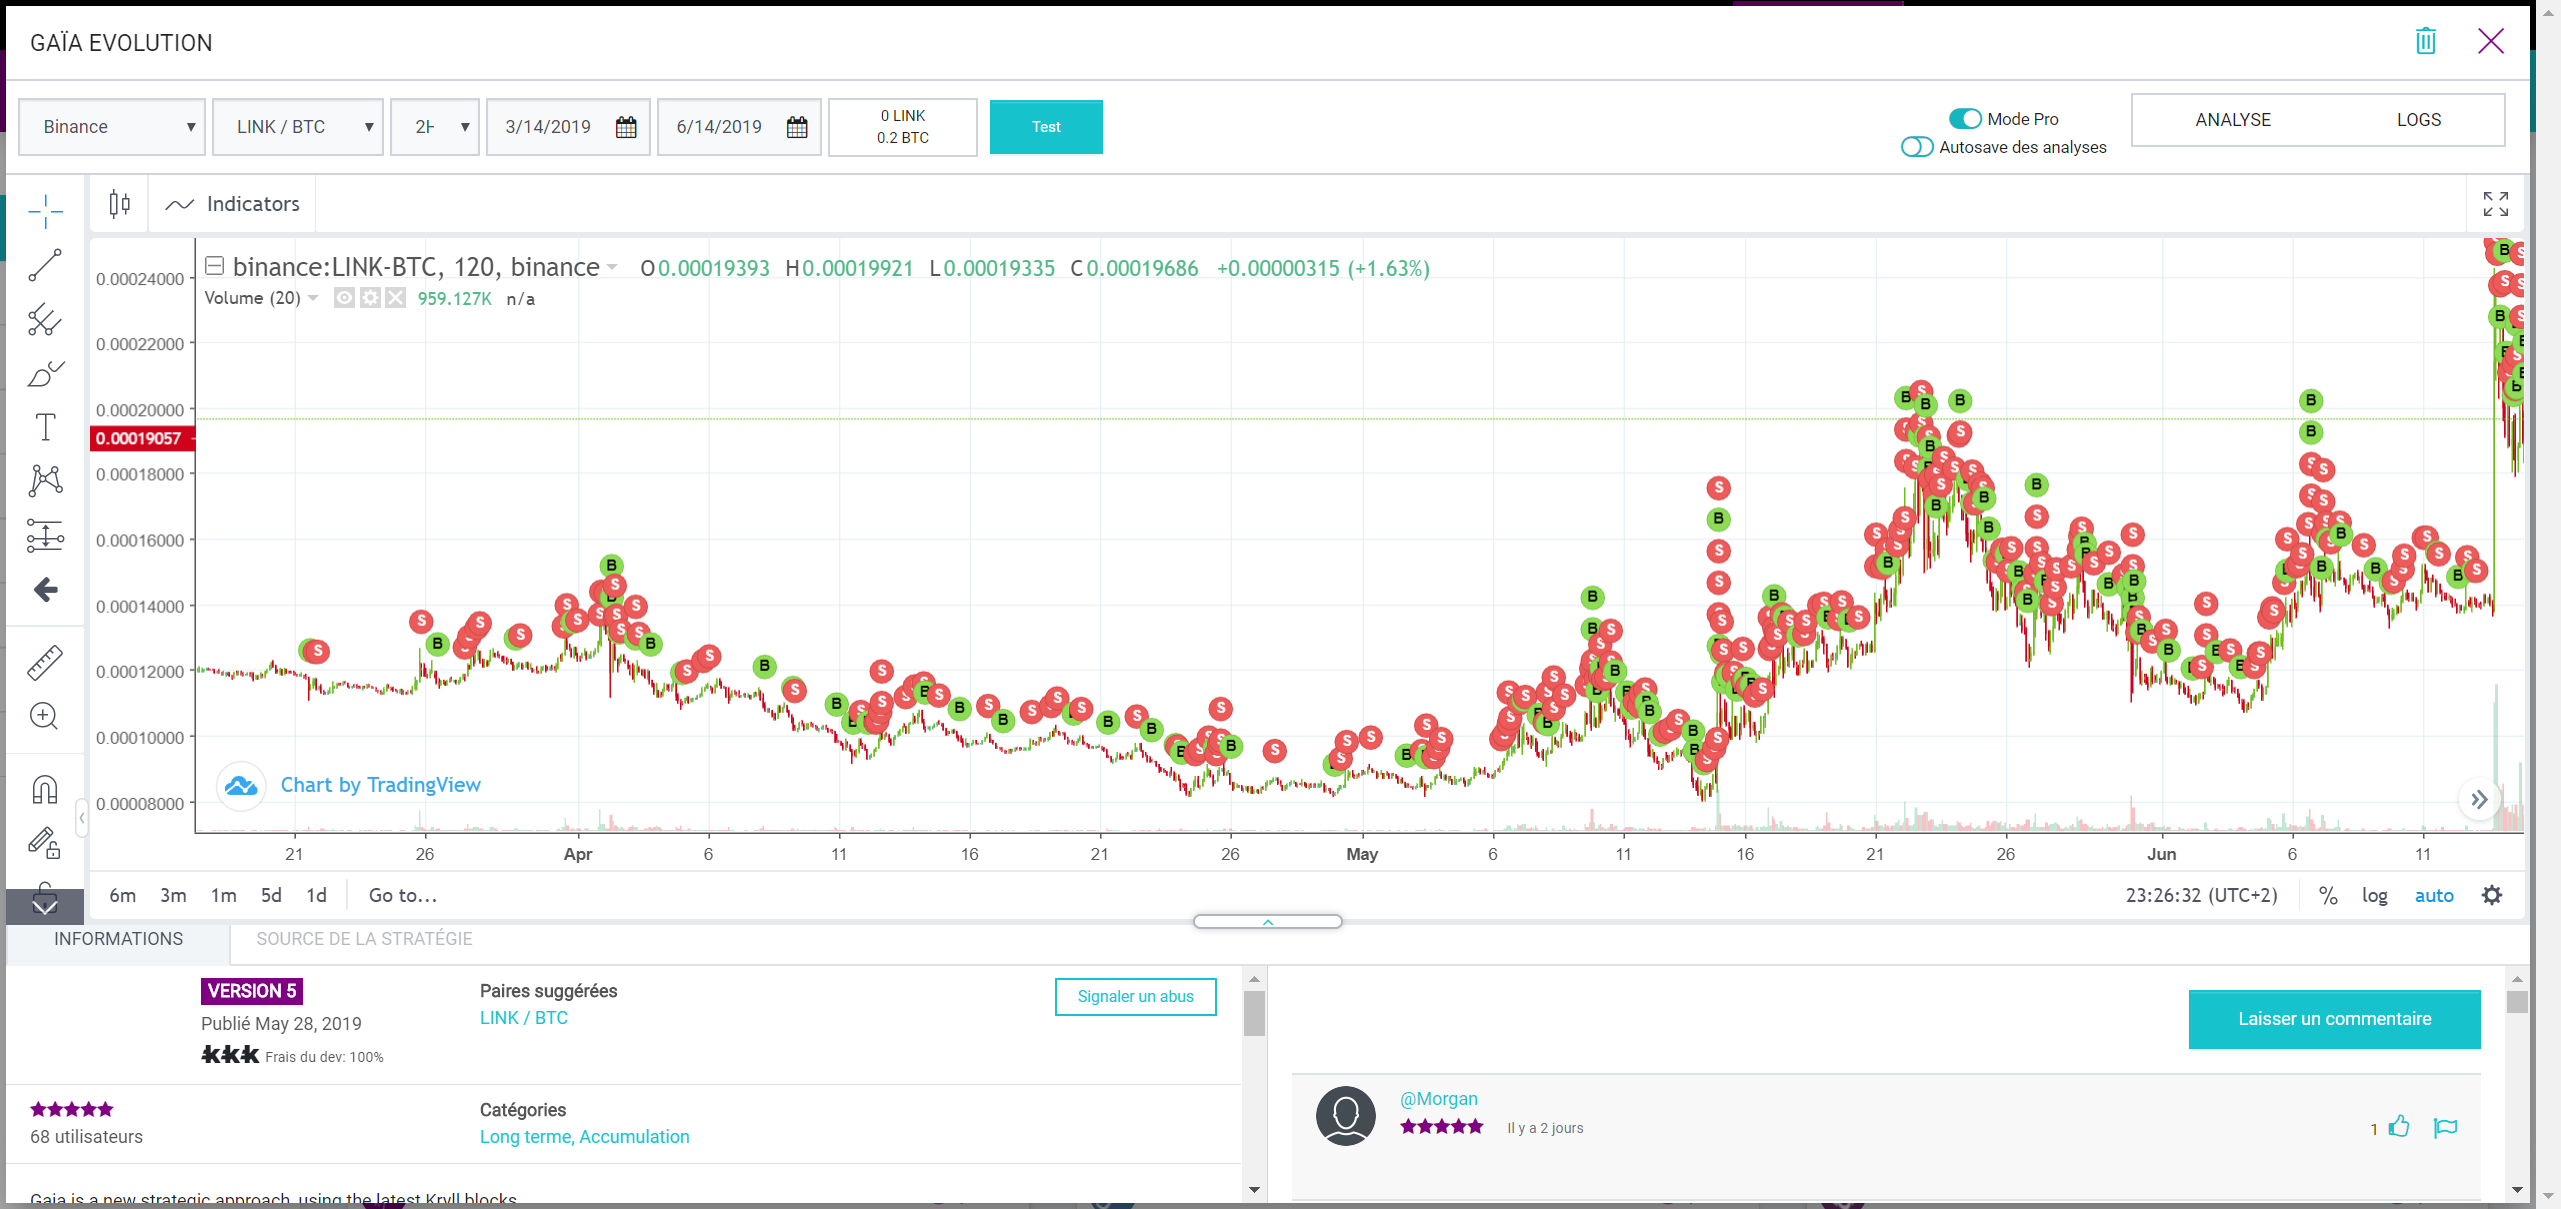 GAÏA EVOLUTION
Binance
LINK / BTC
2H
3/14/2019
6/14/2019
0 LINK
0.2 BTC
Test
Mode Pro
Autosave des analyses
ANALYSE
LOGS
Indicators
binance:LINK-BTC, 120, binance
O0.00019393 H0.00019921 L0.00019335 C0.00019686 +0.00000315 (+1.63%)
Volume (20) 959.127K n/a
0.00024000
0.00022000
0.00020000
0.00019057
0.00018000
0.00016000
0.00014000
0.00012000
0.00010000
0.00008000
Chart by TradingView
21 26 Apr 6 11 16 21 26 May 6 11 16 21 26 Jun 6 11
6m 3m 1m 5d 1d Go to...
23:26:32 (UTC+2) % log auto
INFORMATIONS
SOURCE DE LA STRATÉGIE
VERSION 5
Publié May 28, 2019
Frais du dev: 100%
Paires suggérées
LINK / BTC
Signaler un abus
68 utilisateurs
Catégories
Long terme, Accumulation
Gaia is a new strategic approach, using the latest Kryll blocks
Laisser un commentaire
@Morgan
Il y a 2 jours
1